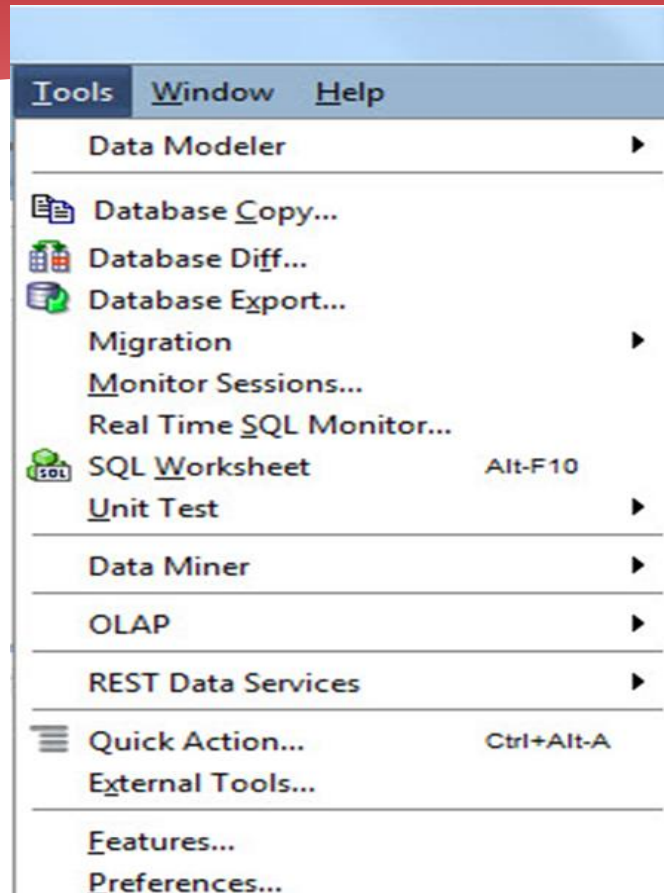 Tools Window Help
Data Modeler
Database Copy...
Database Diff...
Database Export...
Migration
Monitor Sessions...
Real Time SQL Monitor...
SQL Worksheet Alt-F10
Unit Test
Data Miner
OLAP
REST Data Services
Quick Action... Ctrl+Alt-A
External Tools...
Features...
Preferences...